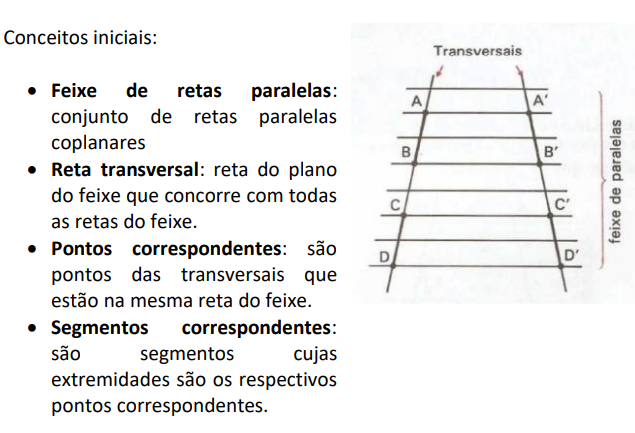 Conceitos iniciais:
• Feixe de retas paralelas:
conjunto de retas paralelas
coplanares
• Reta transversal: reta do plano
do feixe que concorre com todas
as retas do feixe.
• Pontos correspondentes: são
pontos das transversais que
estão na mesma reta do feixe.
• Segmentos correspondentes:
são segmentos cujas
extremidades são os respectivos
pontos correspondentes.
Transversais
A A'
B B'
C C'
D D'
feixe de paralelas